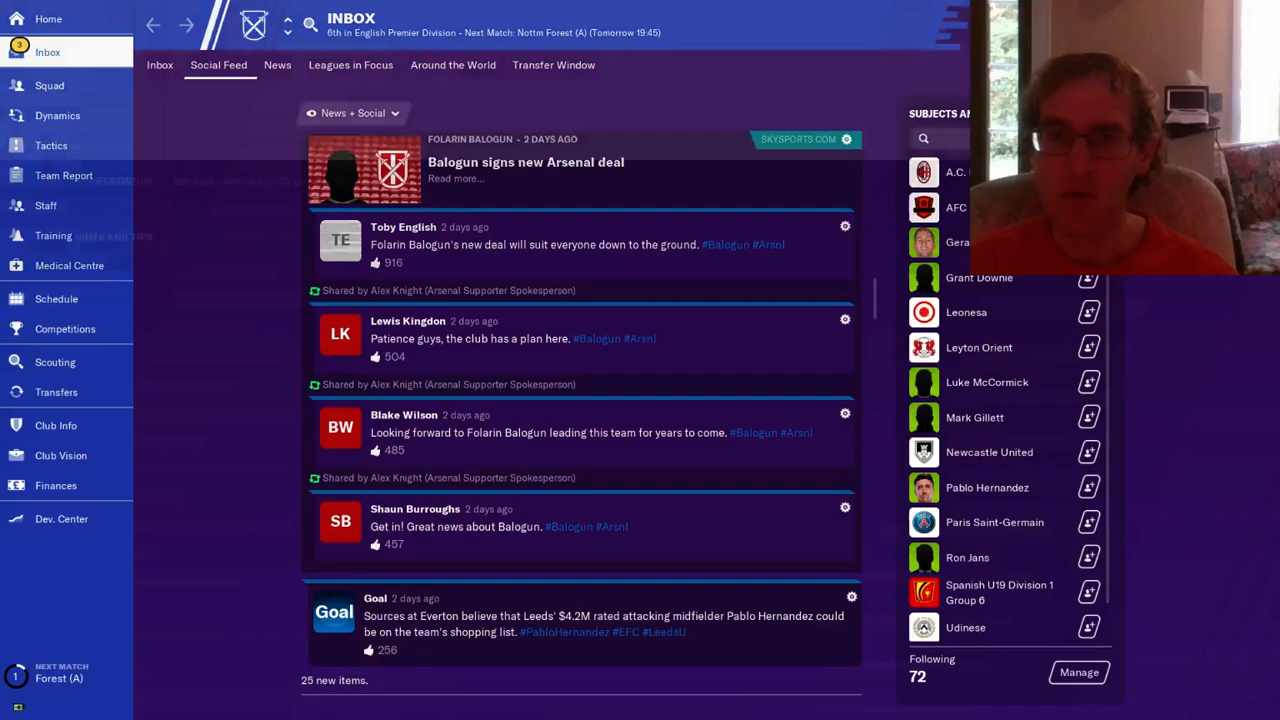 Home
3
Inbox
Squad
Dynamics
Tactics
Team Report
Staff
Training
Medical Centre
Schedule
Competitions
Scouting
Transfers
Club Info
Club Vision
Finances
Dev. Center
1
NEXT MATCH
Forest (A)
INBOX
6th in English Premier Division - Next Match: Nottm Forest (A) (Tomorrow 19:45)
Inbox
Social Feed
News
Leagues in Focus
Around the World
Transfer Window
News + Social
FOLARIN BALOGUN - 2 DAYS AGO
SKYSPORTS.COM
Balogun signs new Arsenal deal
Read more...
TE
Toby English 2 days ago
Folarin Balogun's new deal will suit everyone down to the ground. #Balogun #Arsnl
916
Shared by Alex Knight (Arsenal Supporter Spokesperson)
LK
Lewis Kingdon 2 days ago
Patience guys, the club has a plan here. #Balogun #Arsnl
504
Shared by Alex Knight (Arsenal Supporter Spokesperson)
BW
Blake Wilson 2 days ago
Looking forward to Folarin Balogun leading this team for years to come. #Balogun #Arsnl
485
Shared by Alex Knight (Arsenal Supporter Spokesperson)
SB
Shaun Burroughs 2 days ago
Get in! Great news about Balogun. #Balogun #Arsnl
457
Goal
Goal 2 days ago
Sources at Everton believe that Leeds' $4.2M rated attacking midfielder Pablo Hernandez could
be on the team's shopping list. #PabloHernandez #EFC #LeedsU
256
25 new items.
SUBJECTS AN
A.C.
AFC
Gera
Grant Downie
Leonesa
Leyton Orient
Luke McCormick
Mark Gillett
Newcastle United
Pablo Hernandez
Paris Saint-Germain
Ron Jans
Spanish U19 Division 1
Group 6
Udinese
Following
72
Manage